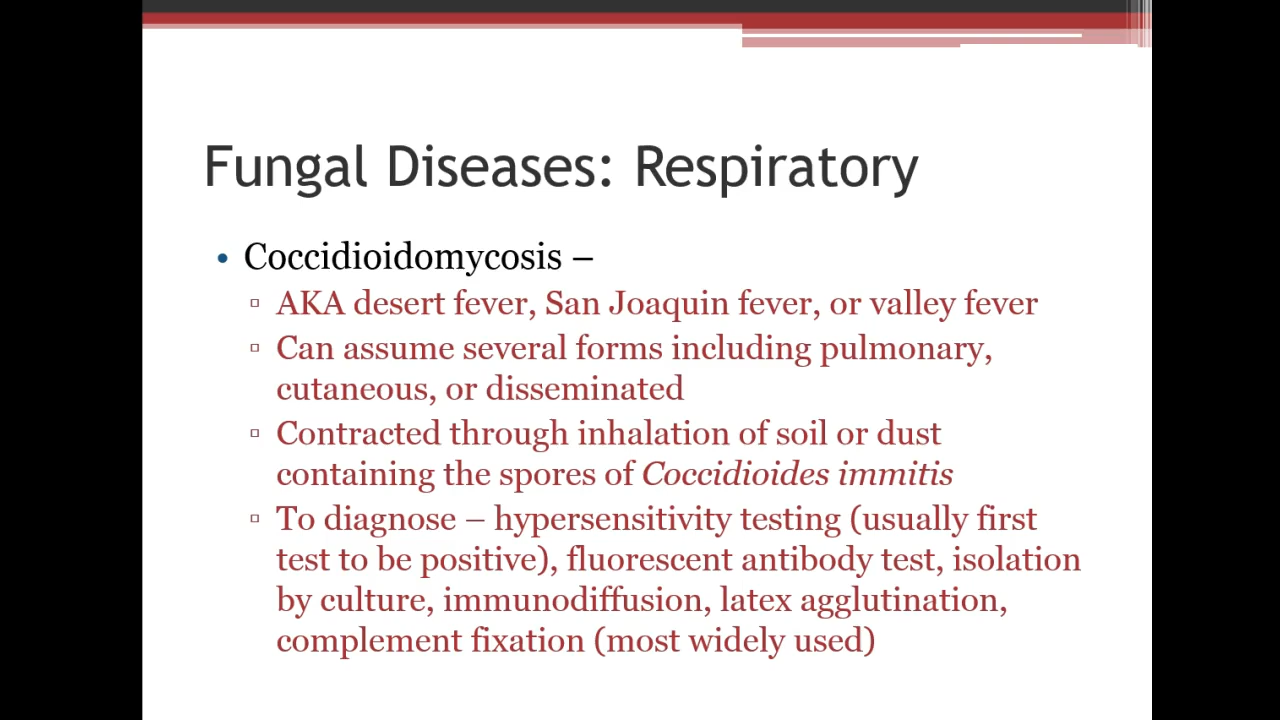 Fungal Diseases: Respiratory
• Coccidioidomycosis –
▫ AKA desert fever, San Joaquin fever, or valley fever
▫ Can assume several forms including pulmonary,
cutaneous, or disseminated
▫ Contracted through inhalation of soil or dust
containing the spores of Coccidioides immitis
▫ To diagnose – hypersensitivity testing (usually first
test to be positive), fluorescent antibody test, isolation
by culture, immunodiffusion, latex agglutination,
complement fixation (most widely used)